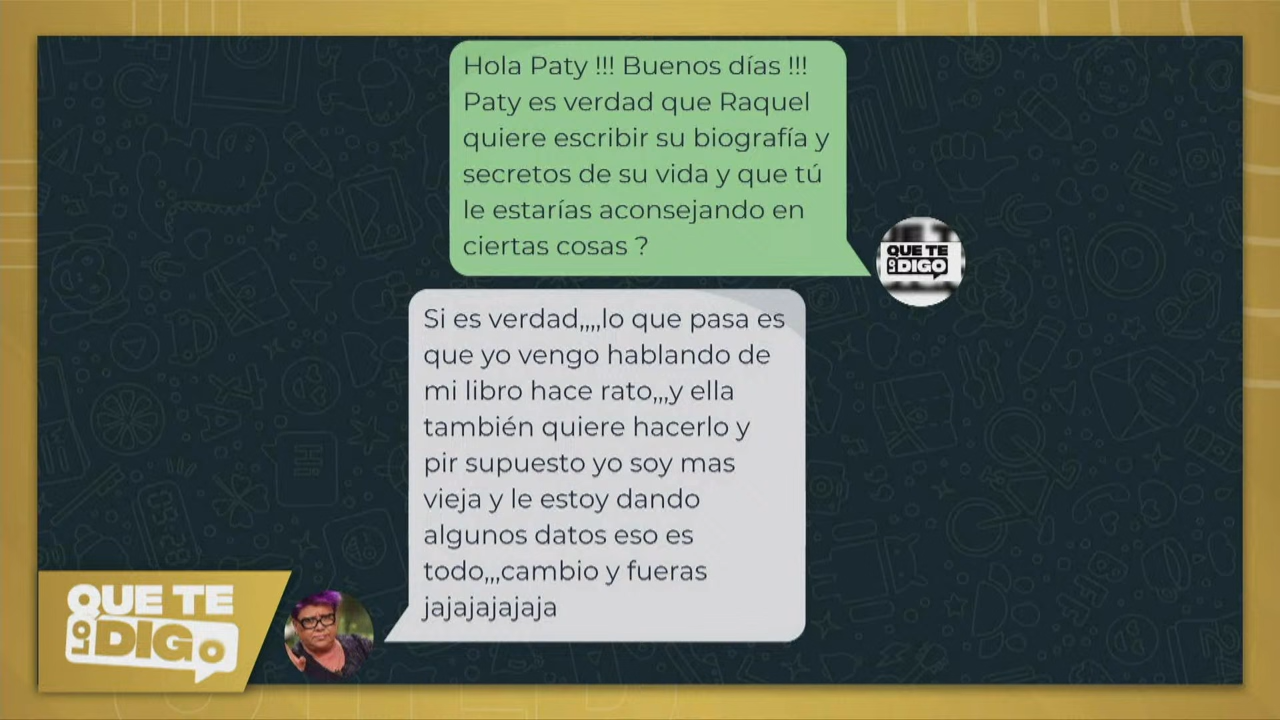 Hola Paty !!! Buenos días !!!
Paty es verdad que Raquel
quiere escribir su biografía y
secretos de su vida y que tú
le estarías aconsejando en
ciertas cosas ?
QUE TE
LO DIGO
Si es verdad,,,,lo que pasa es
que yo vengo hablando de
mi libro hace rato,,,y ella
también quiere hacerlo y
pir supuesto yo soy mas
vieja y le estoy dando
algunos datos eso es
todo,,,cambio y fueras
jajajajajaja
QUE TE
LO DIGO